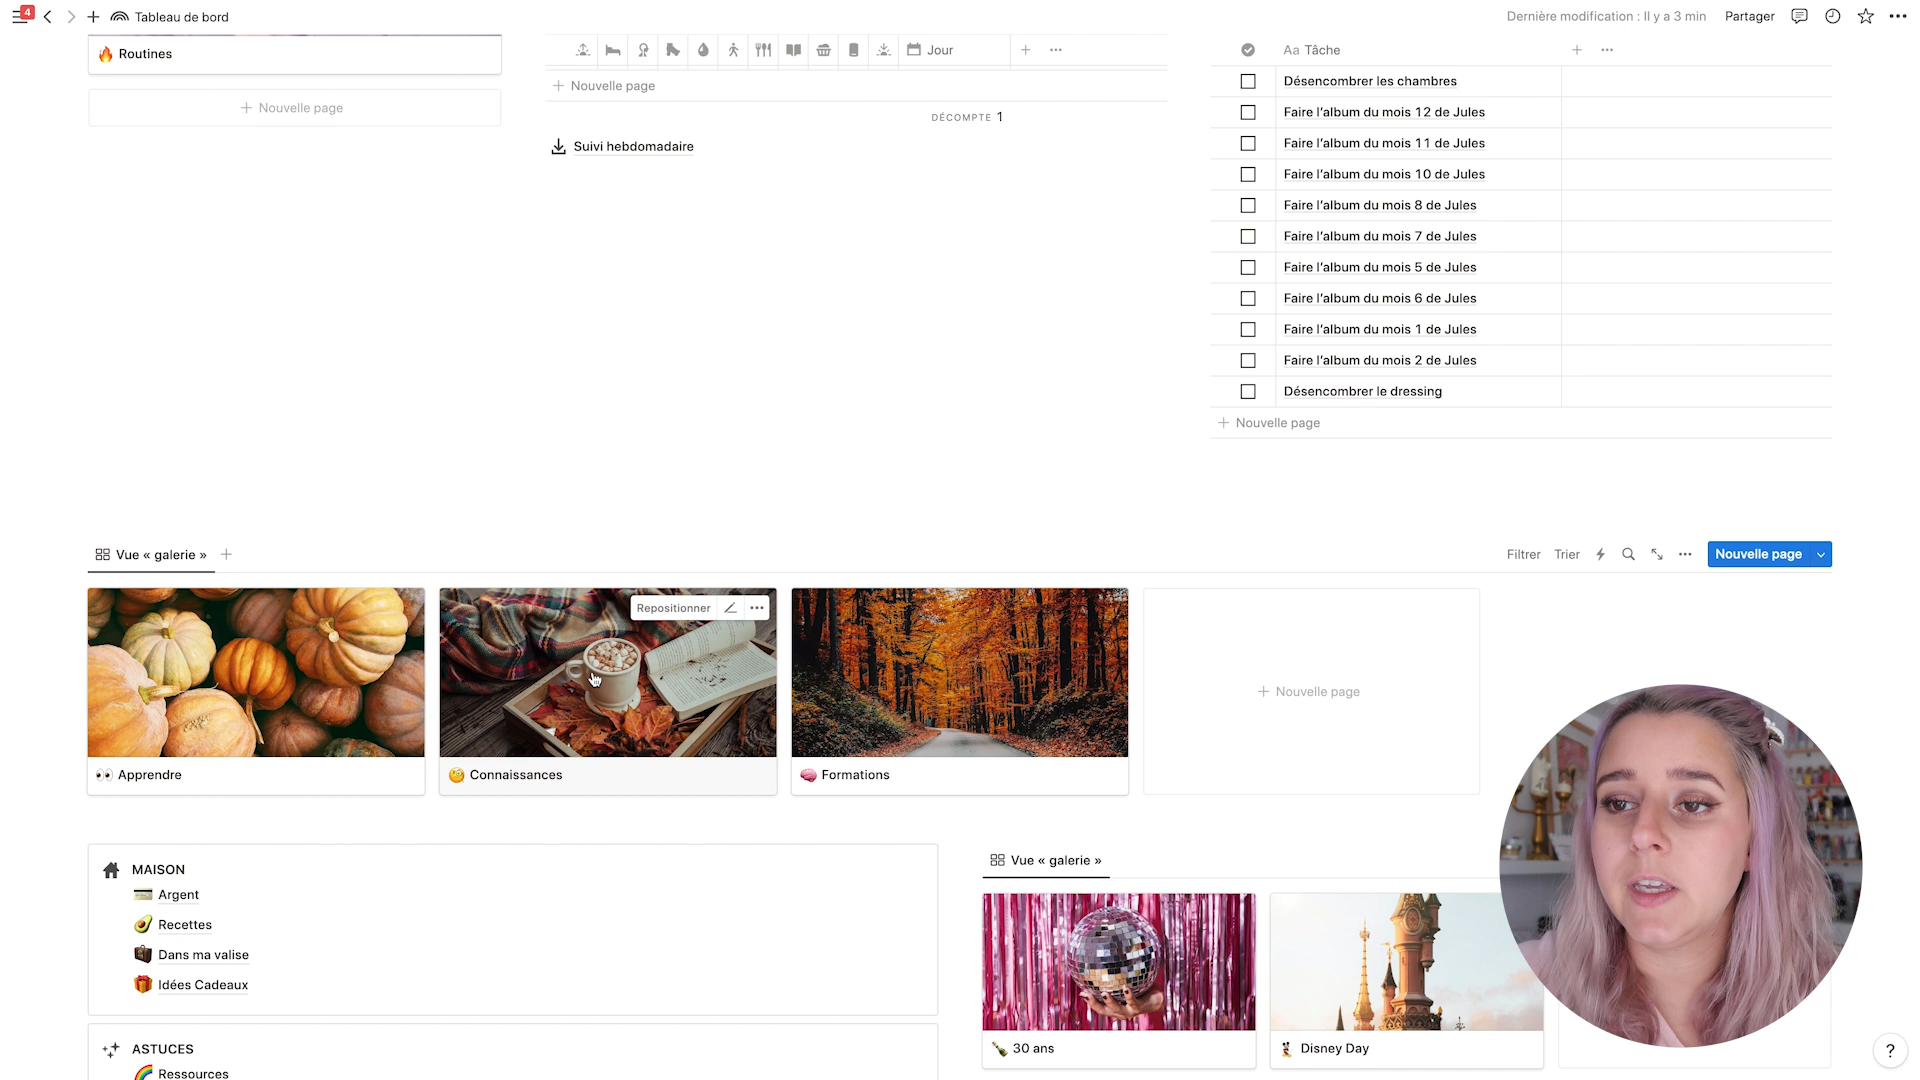 4
Tableau de bord
Dernière modification : Il y a 3 min
Partager
Routines
Nouvelle page
Jour
Nouvelle page
DÉCOMPTE 1
Suivi hebdomadaire
Aa Tâche
Désencombrer les chambres
Faire l'album du mois 12 de Jules
Faire l'album du mois 11 de Jules
Faire l'album du mois 10 de Jules
Faire l'album du mois 8 de Jules
Faire l'album du mois 7 de Jules
Faire l'album du mois 5 de Jules
Faire l'album du mois 6 de Jules
Faire l'album du mois 1 de Jules
Faire l'album du mois 2 de Jules
Désencombrer le dressing
Nouvelle page
Vue « galerie »
Filtrer
Trier
Nouvelle page
Repositionner
Apprendre
Connaissances
Formations
Nouvelle page
MAISON
Argent
Recettes
Dans ma valise
Idées Cadeaux
ASTUCES
Ressources
Vue « galerie »
30 ans
Disney Day
?